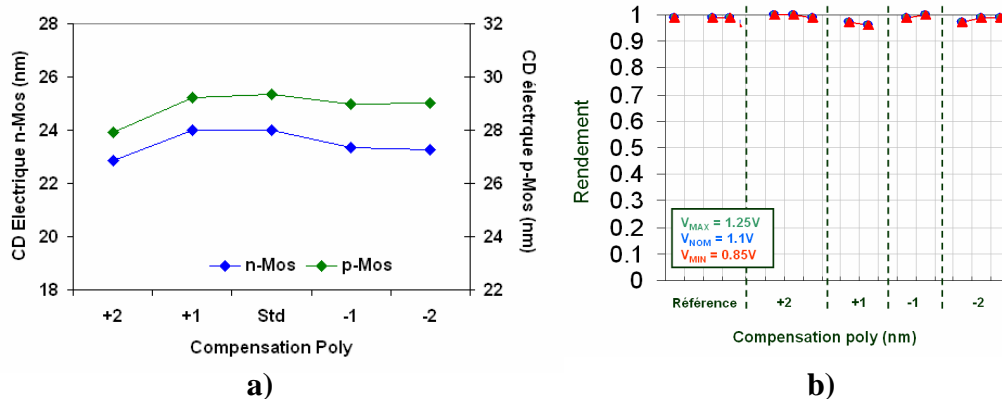 28
26
24
22
20
18
CD Electrique n-Mos (nm)
32
30
28
26
24
22
CD électrque p-Mos (nm)
n-Mos
p-Mos
+2 +1 Std -1 -2
Compensation Poly
a)
1
0.9
0.8
0.7
0.6
0.5
0.4
0.3
0.2
0.1
0
Rendement
VMAX = 1.25V
VNOM = 1.1V
VMIN = 0.85V
Référence +2 +1 -1 -2
Compensation poly (nm)
b)